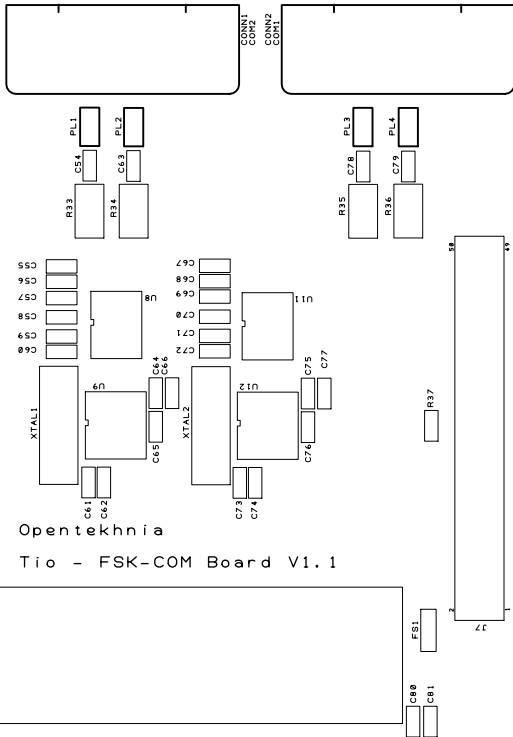 CONN1
COM2
CONN2
COM1
PL1
PL2
PL3
PL4
C54
C63
C78
C79
R33
R34
R35
R36
50
49
C55
C56
C57
C58
C59
C60
U8
C67
C68
C69
C70
C71
C72
U11
C64
C66
C75
C77
U9
U12
XTAL1
XTAL2
R37
C65
C76
C61
C62
C73
C74
Opentekhnia
Tio - FSK-COM Board V1.1
2
1
FS1
J7
C80
C81